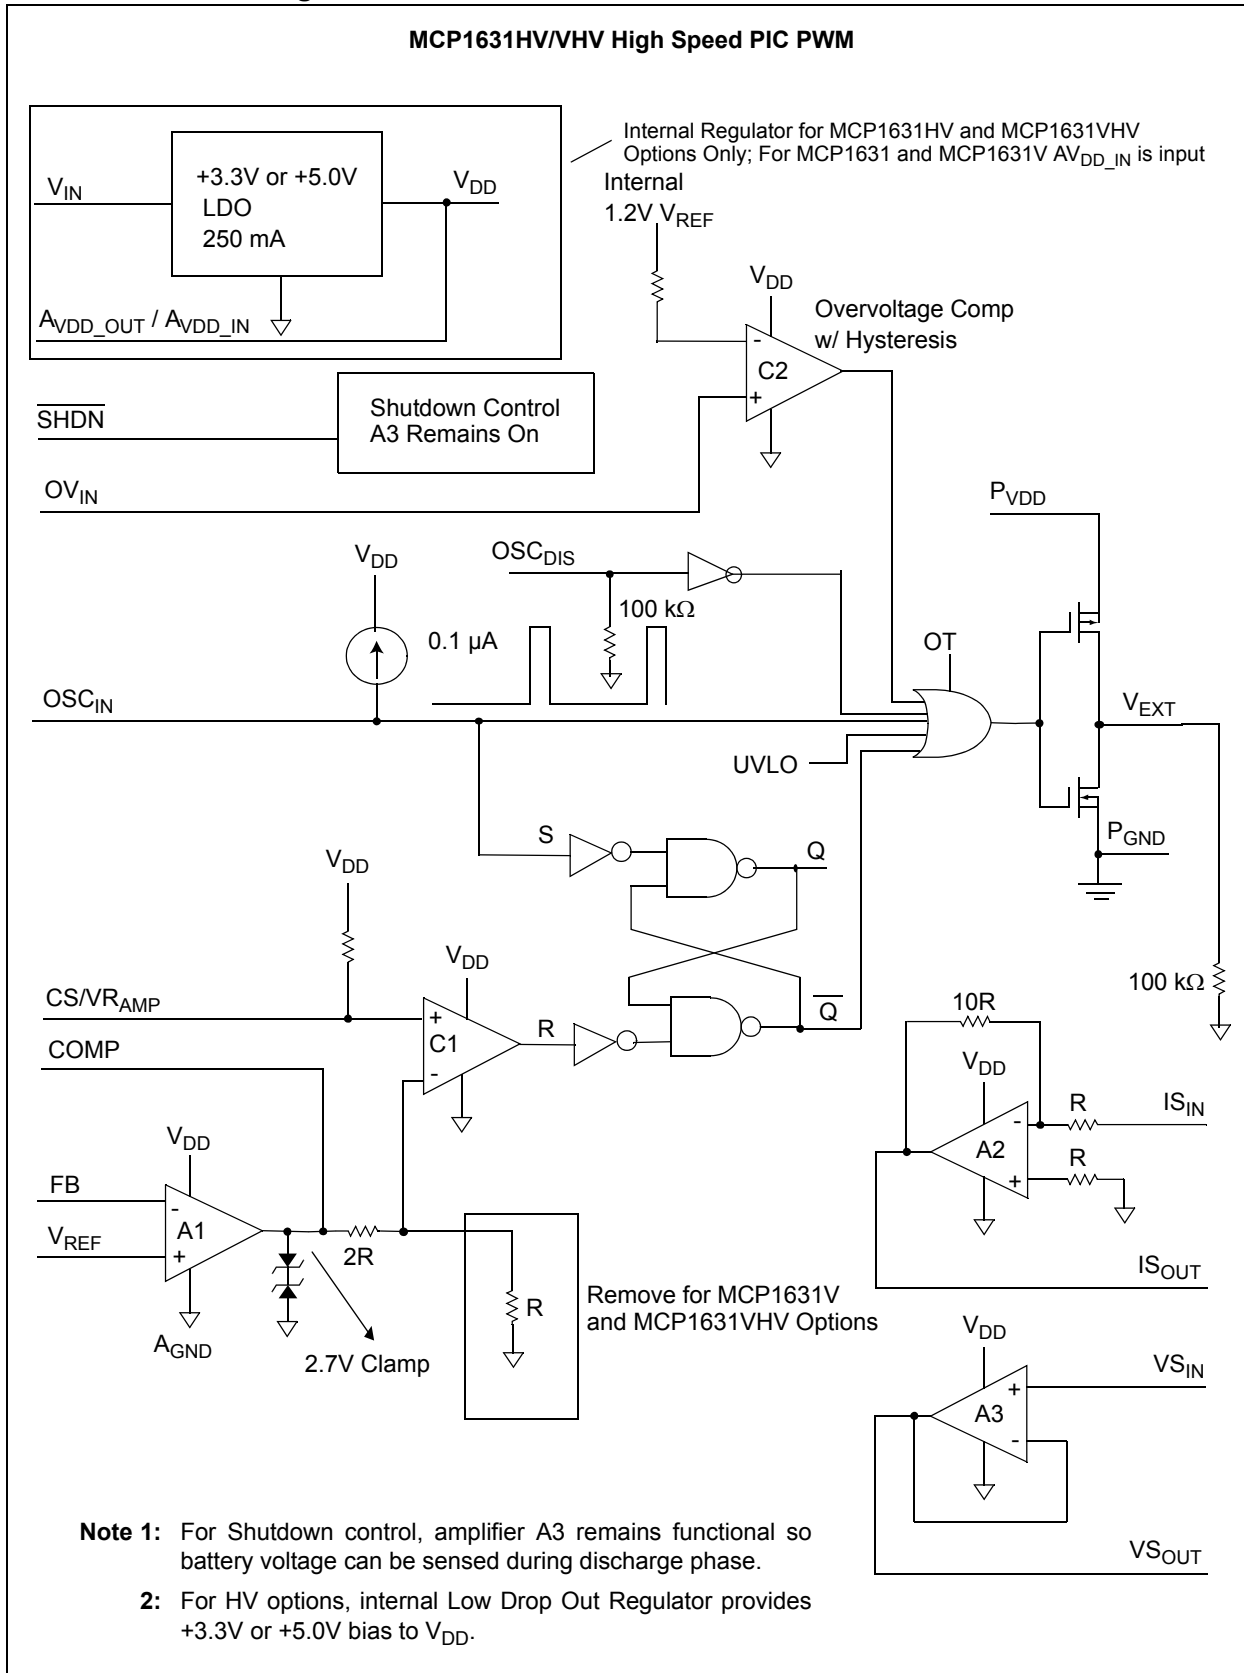 MCP1631HV/VHV High Speed PIC PWM
Internal Regulator for MCP1631HV and MCP1631VHV
Options Only; For MCP1631 and MCP1631V AV_DD_IN is input
V_IN
+3.3V or +5.0V
LDO
250 mA
V_DD
A_VDD_OUT / A_VDD_IN
Internal
1.2V V_REF
V_DD
Overvoltage Comp
w/ Hysteresis
-
C2
+
SHDN
Shutdown Control
A3 Remains On
OV_IN
P_VDD
V_DD
OSC_DIS
100 kΩ
0.1 µA
OT
OSC_IN
V_EXT
UVLO
P_GND
S
Q
V_DD
V_DD
CS/VR_AMP
+
C1
-
R
Q
COMP
100 kΩ
10R
V_DD
R
IS_IN
-
A2
R
+
V_DD
FB
-
V_REF
A1
+
2R
A_GND
2.7V Clamp
R
Remove for MCP1631V
and MCP1631VHV Options
IS_OUT
V_DD
VS_IN
+
A3
-
VS_OUT
Note 1: For Shutdown control, amplifier A3 remains functional so
battery voltage can be sensed during discharge phase.
2: For HV options, internal Low Drop Out Regulator provides
+3.3V or +5.0V bias to V_DD.